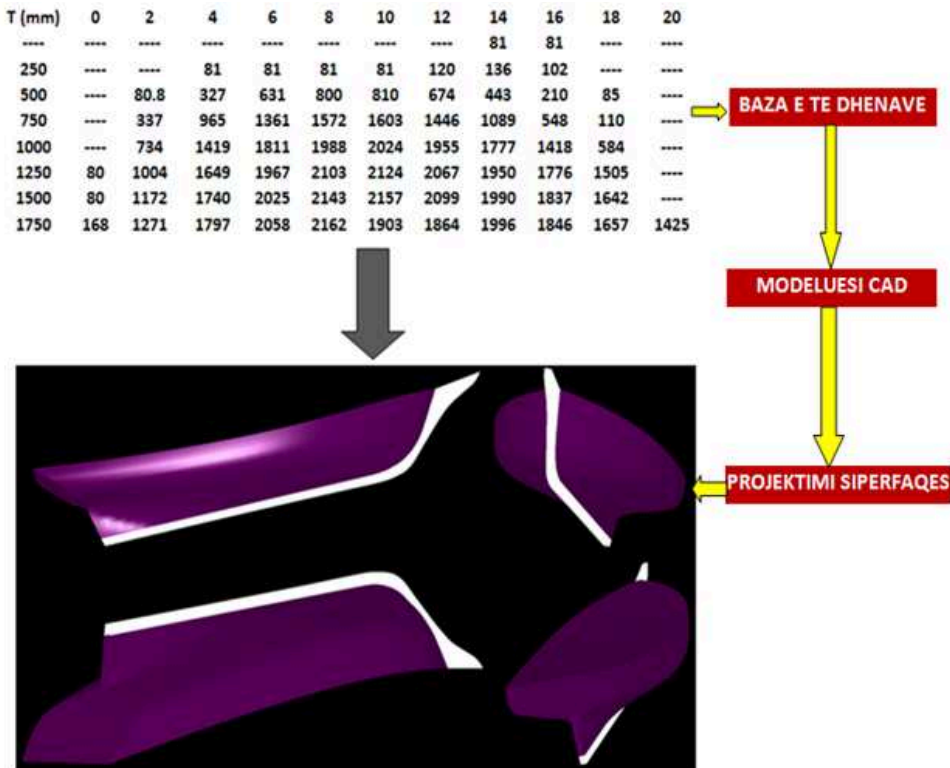 T (mm) 0 2 4 6 8 10 12 14 16 18 20
---- ---- ---- ---- ---- ---- ---- ---- 81 81 ---- ----
250 ---- ---- 81 81 81 81 120 136 102 ---- ----
500 ---- 80.8 327 631 800 810 674 443 210 85 ----
750 ---- 337 965 1361 1572 1603 1446 1089 548 110 ----
1000 ---- 734 1419 1811 1988 2024 1955 1777 1418 584 ----
1250 80 1004 1649 1967 2103 2124 2067 1950 1776 1505 ----
1500 80 1172 1740 2025 2143 2157 2099 1990 1837 1642 ----
1750 168 1271 1797 2058 2162 1903 1864 1996 1846 1657 1425
BAZA E TE DHENAVE
MODELUESI CAD
PROJEKTIMI SIPERFAQES